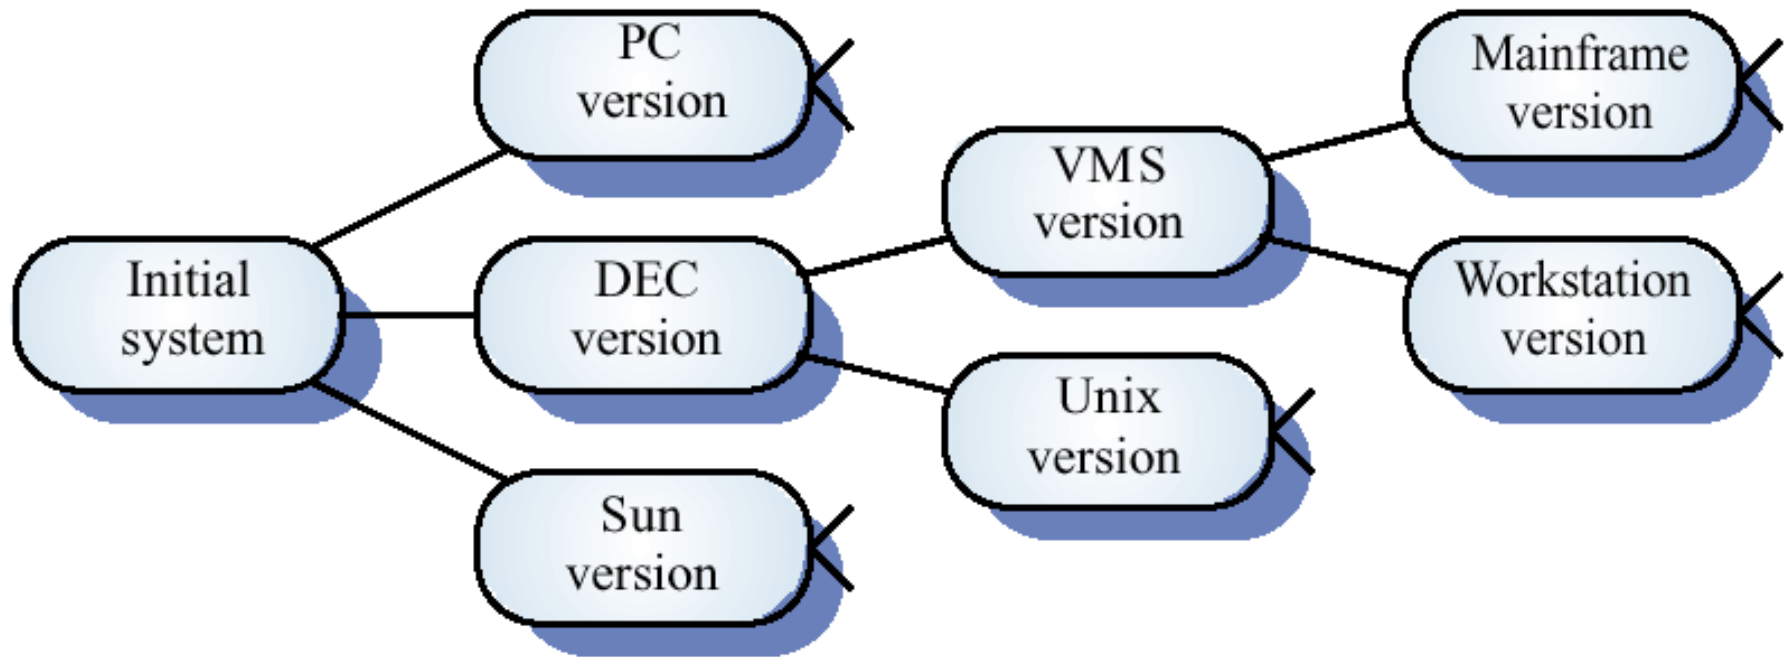 PC
version
Mainframe
version
VMS
version
Initial
system
DEC
version
Workstation
version
Unix
version
Sun
version